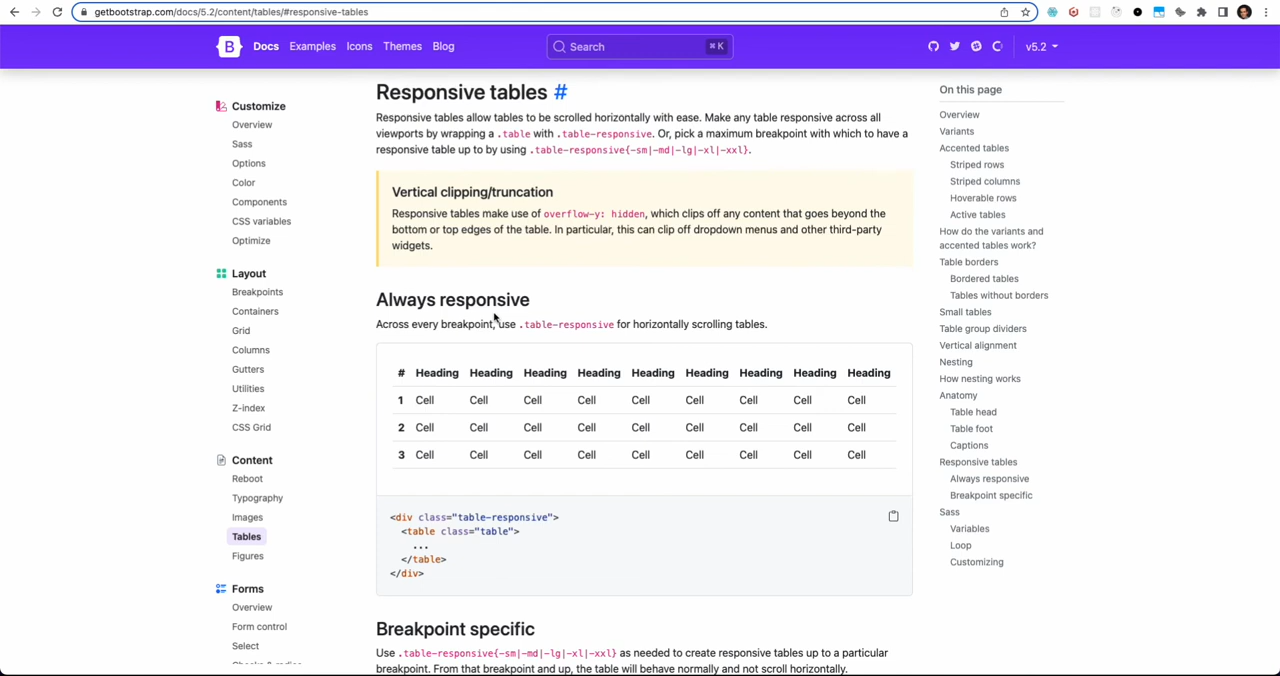 getbootstrap.com/docs/5.2/content/tables/#responsive-tables
B Docs Examples Icons Themes Blog Search ⌘ K v5.2
Customize
Overview
Sass
Options
Color
Components
CSS variables
Optimize
Layout
Breakpoints
Containers
Grid
Columns
Gutters
Utilities
Z-index
CSS Grid
Content
Reboot
Typography
Images
Tables
Figures
Forms
Overview
Form control
Select
Responsive tables #
Responsive tables allow tables to be scrolled horizontally with ease. Make any table responsive across all
viewports by wrapping a .table with .table-responsive. Or, pick a maximum breakpoint with which to have a
responsive table up to by using .table-responsive{-sm|-md|-lg|-xl|-xxl}.
Vertical clipping/truncation
Responsive tables make use of overflow-y: hidden, which clips off any content that goes beyond the
bottom or top edges of the table. In particular, this can clip off dropdown menus and other third-party
widgets.
Always responsive
Across every breakpoint, use .table-responsive for horizontally scrolling tables.
# Heading Heading Heading Heading Heading Heading Heading Heading Heading
1 Cell Cell Cell Cell Cell Cell Cell Cell Cell
2 Cell Cell Cell Cell Cell Cell Cell Cell Cell
3 Cell Cell Cell Cell Cell Cell Cell Cell Cell
<div class="table-responsive">
<table class="table">
...
</table>
</div>
Breakpoint specific
Use .table-responsive{-sm|-md|-lg|-xl|-xxl} as needed to create responsive tables up to a particular
breakpoint. From that breakpoint and up, the table will behave normally and not scroll horizontally.
On this page
Overview
Variants
Accented tables
Striped rows
Striped columns
Hoverable rows
Active tables
How do the variants and
accented tables work?
Table borders
Bordered tables
Tables without borders
Small tables
Table group dividers
Vertical alignment
Nesting
How nesting works
Anatomy
Table head
Table foot
Captions
Responsive tables
Always responsive
Breakpoint specific
Sass
Variables
Loop
Customizing